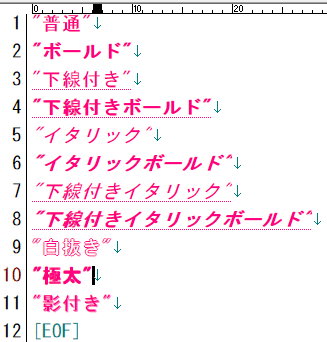 0 10 20
1 "普通"↓
2 "ボールド"↓
3 "下線付き"↓
4 "下線付きボールド"↓
5 "イタリック"↓
6 "イタリックボールド"↓
7 "下線付きイタリック"↓
8 "下線付きイタリックボールド"↓
9 "白抜き"↓
10 "極太"↓
11 "影付き"↓
12 [EOF]